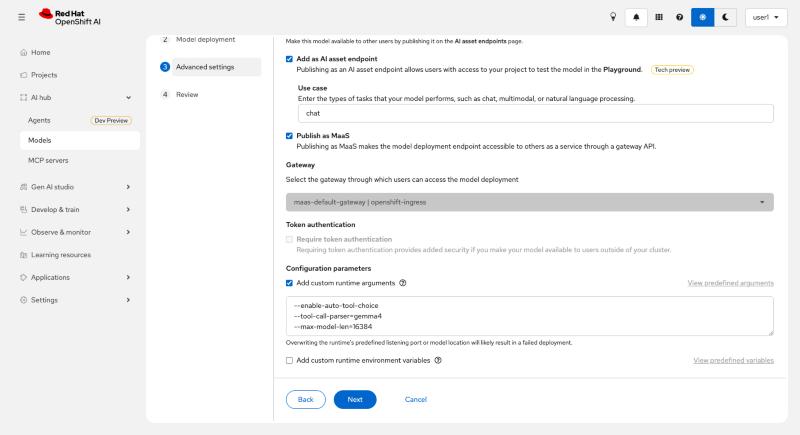 Red Hat
OpenShift AI
user1
Home
Projects
AI hub
Agents
Dev Preview
Models
MCP servers
Gen AI studio
Develop & train
Observe & monitor
Learning resources
Applications
Settings
2 Model deployment
3 Advanced settings
4 Review
Make this model available to other users by publishing it on the AI asset endpoints page.
Add as AI asset endpoint
Publishing as an AI asset endpoint allows users with access to your project to test the model in the Playground. Tech preview
Use case
Enter the types of tasks that your model performs, such as chat, multimodal, or natural language processing.
chat
Publish as MaaS
Publishing as MaaS makes the model deployment endpoint accessible to others as a service through a gateway API.
Gateway
Select the gateway through which users can access the model deployment
maas-default-gateway | openshift-ingress
Token authentication
Require token authentication
Requiring token authentication provides added security if you make your model available to users outside of your cluster.
Configuration parameters
Add custom runtime arguments
View predefined arguments
--enable-auto-tool-choice
--tool-call-parser=gemma4
--max-model-len=16384
Overwriting the runtime's predefined listening port or model location will likely result in a failed deployment.
Add custom runtime environment variables
View predefined variables
Back
Next
Cancel